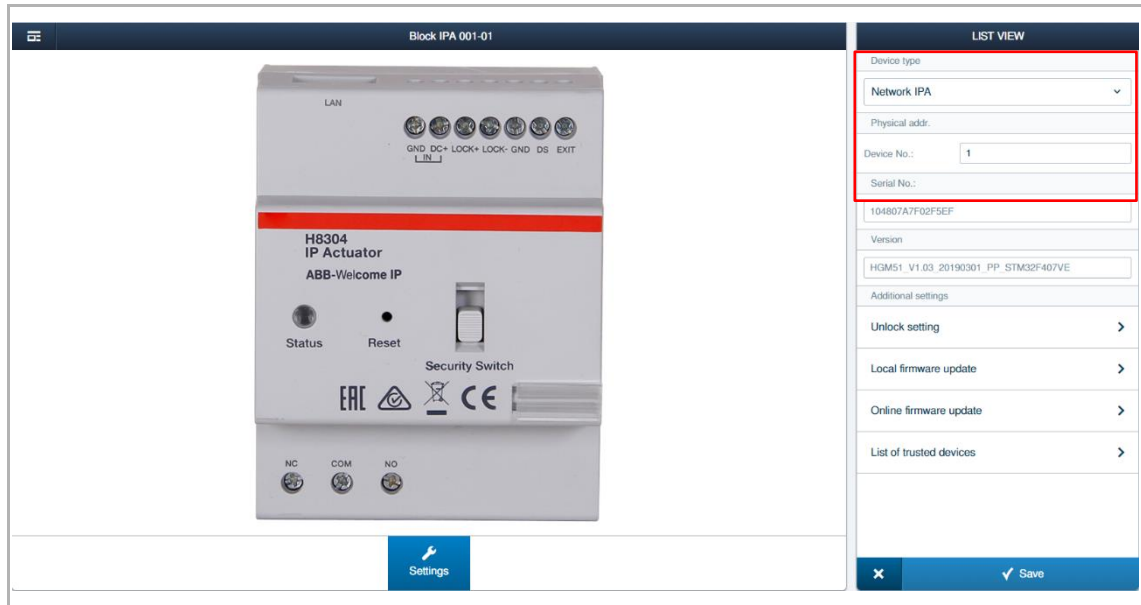 Block IPA 001-01
LAN
GND DC+ LOCK+ LOCK- GND DS EXIT
IN
H8304
IP Actuator
ABB-Welcome IP
Status
Reset
Security Switch
EAC
CE
NC COM NO
Settings
LIST VIEW
Device type
Network IPA
Physical addr.
Device No.:
1
Serial No.:
104807A7F02F5EF
Version
HGM51_V1.03_20190301_PP_STM32F407VE
Additional settings
Unlock setting
Local firmware update
Online firmware update
List of trusted devices
Save